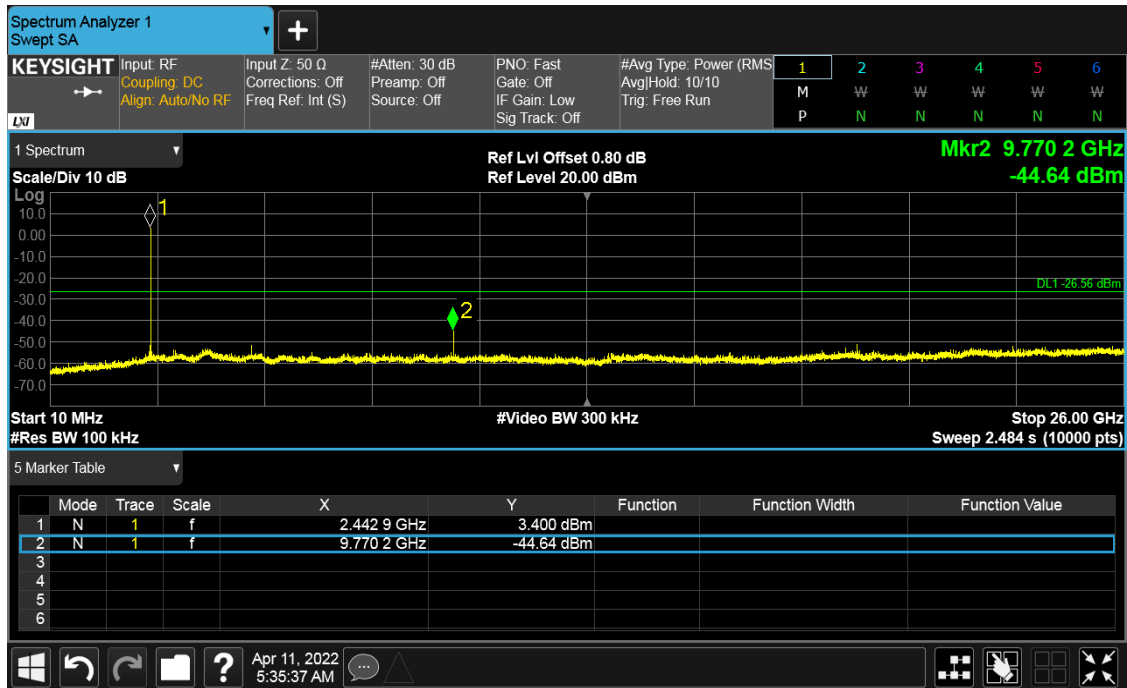 Spectrum Analyzer 1
Swept SA
+
KEYSIGHT
LXI
Input: RF
Coupling: DC
Align: Auto/No RF
Input Z: 50 Ω
Corrections: Off
Freq Ref: Int (S)
#Atten: 30 dB
Preamp: Off
Source: Off
PNO: Fast
Gate: Off
IF Gain: Low
Sig Track: Off
#Avg Type: Power (RMS
Avg|Hold: 10/10
Trig: Free Run
1 2 3 4 5 6
M W W W W W
P N N N N N
1 Spectrum
Scale/Div 10 dB
Ref Lvl Offset 0.80 dB
Ref Level 20.00 dBm
Mkr2 9.770 2 GHz
-44.64 dBm
Log
10.0
0.00
-10.0
-20.0
-30.0
-40.0
-50.0
-60.0
-70.0
1
2
DL1 -26.56 dBm
Start 10 MHz
#Res BW 100 kHz
#Video BW 300 kHz
Stop 26.00 GHz
Sweep 2.484 s (10000 pts)
5 Marker Table
Mode Trace Scale X Y Function Function Width Function Value
1 N 1 f 2.442 9 GHz 3.400 dBm
2 N 1 f 9.770 2 GHz -44.64 dBm
3
4
5
6
?
Apr 11, 2022
5:35:37 AM